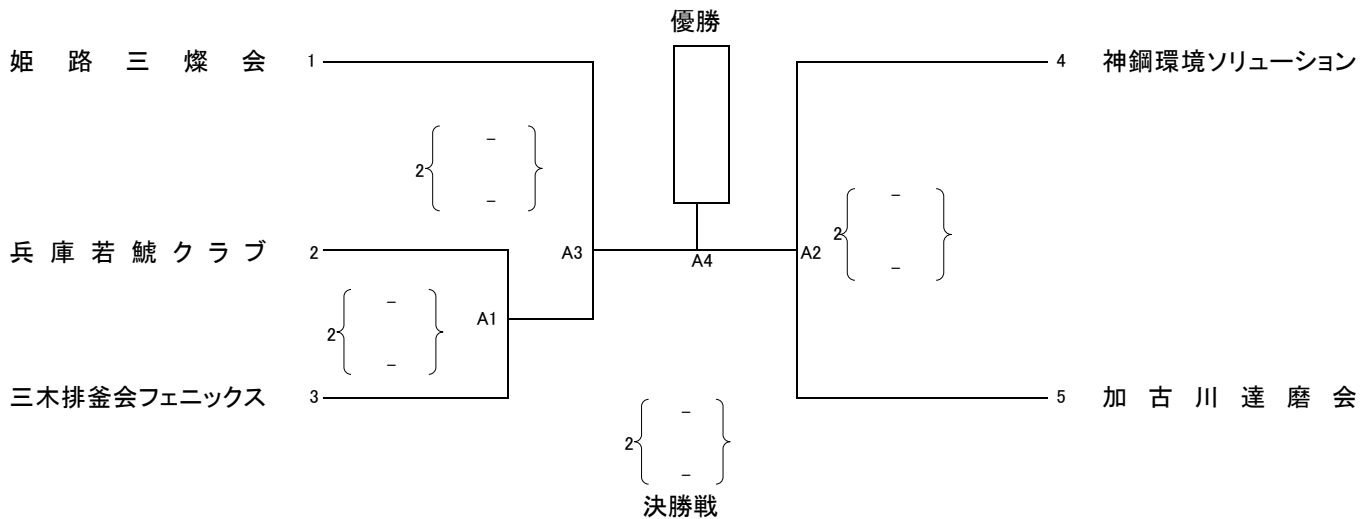 優勝
姫路三燦会 1
4 神鋼環境ソリューション
2 -
-
2 -
-
兵庫若鯱クラブ 2
A3
A4
A2
2 -
-
A1
三木排釜会フェニックス 3
5 加古川達磨会
2 -
-
決勝戦